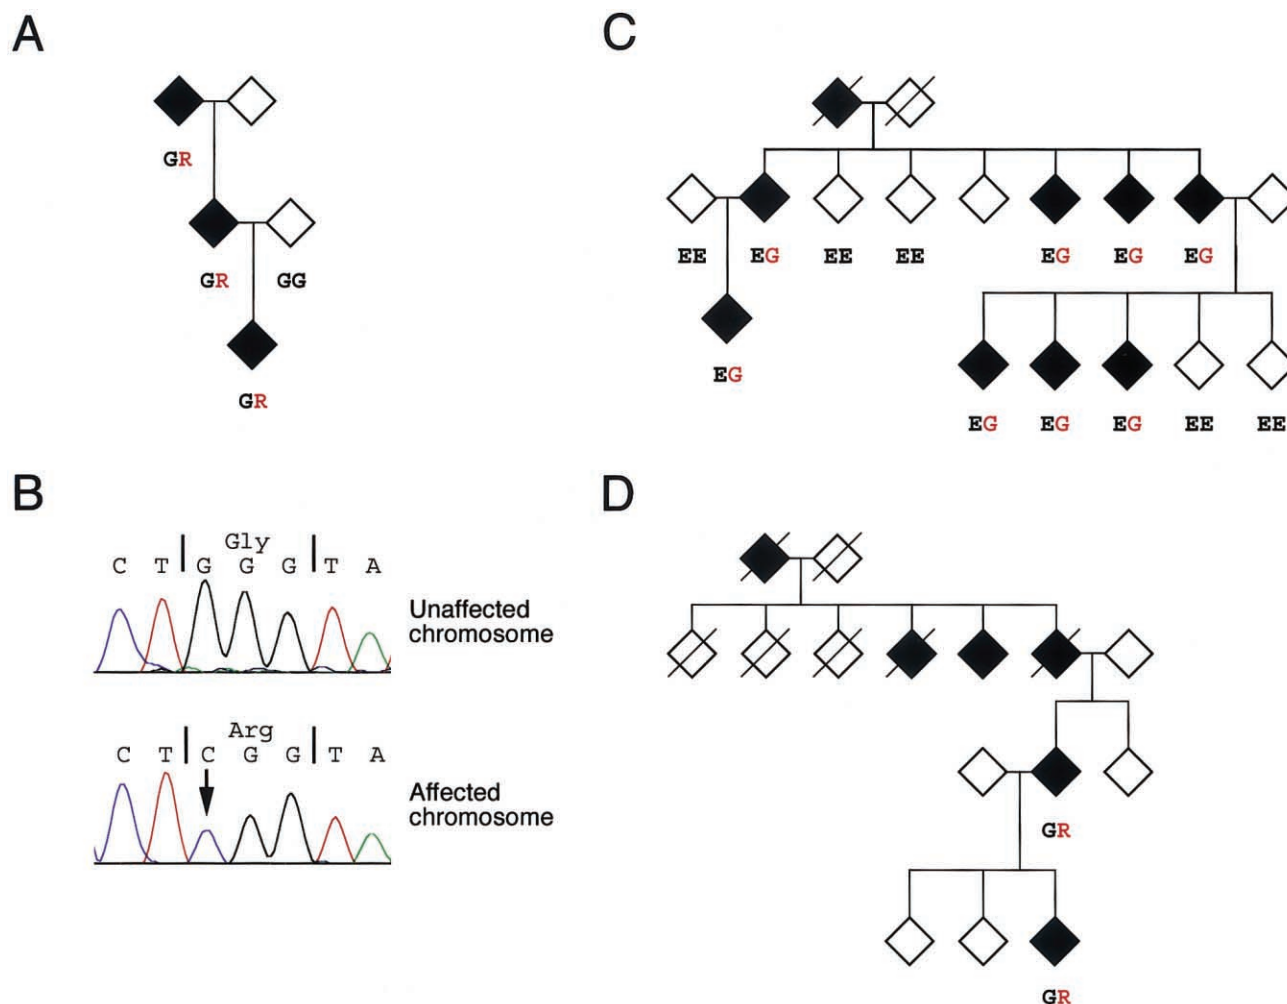 A
GR
GR GG
GR
B
C T | G G G | T A
Gly
Unaffected
chromosome
C T | C G G | T A
Arg
Affected
chromosome
C
EE EG EE EE EG EG EG
EG
EG EG EG EE EE
D
GR
GR